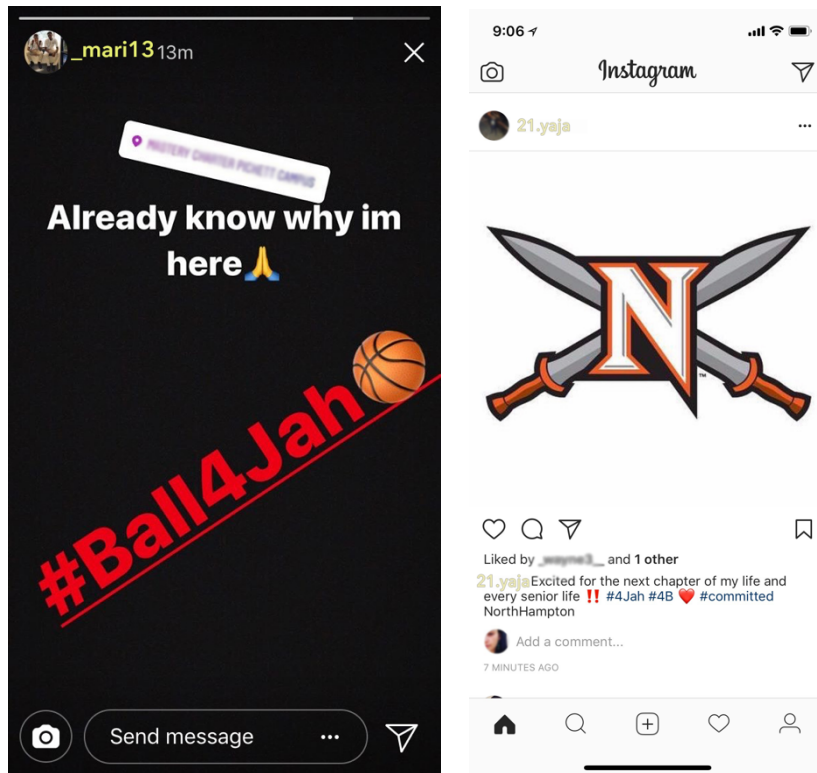 _mari13 13m
Already know why im
here🙏
#Ball4Jah🏀
Send message
9:06
Instagram
21.yaja
N
TM
Liked by and 1 other
21.yaja Excited for the next chapter of my life and
every senior life ‼️ #4Jah #4B ❤️ #committed
NorthHampton
Add a comment...
7 MINUTES AGO